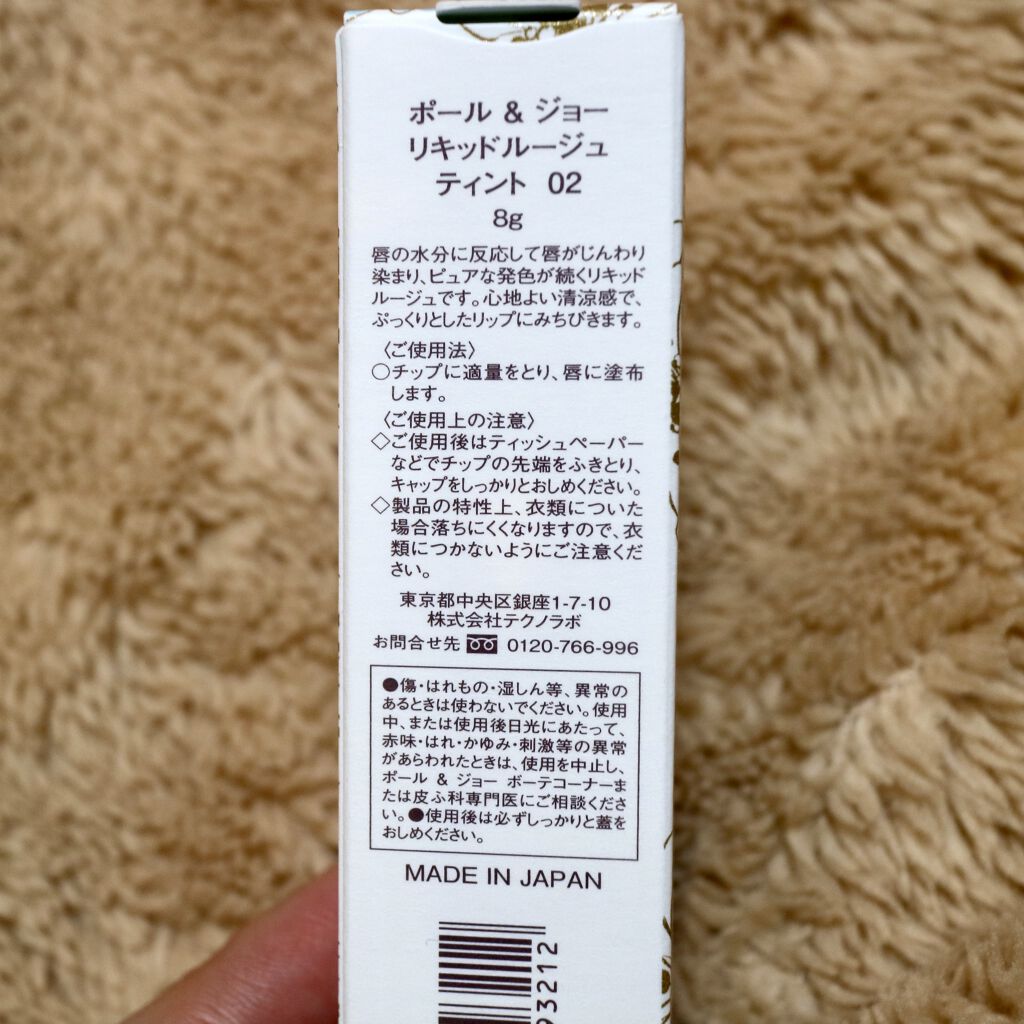 ポール & ジョー
リキッドルージュ
ティント 02
8g
唇の水分に反応して唇がじんわり
染まり、ピュアな発色が続くリキッド
ルージュです。心地よい清涼感で、
ぷっくりとしたリップにみちびきます。
〈ご使用法〉
○チップに適量をとり、唇に塗布
します。
〈ご使用上の注意〉
◇ご使用後はティッシュペーパー
などでチップの先端をふきとり、
キャップをしっかりとおしめください。
◇製品の特性上、衣類についた
場合落ちにくくなりますので、衣
類につかないようにご注意くだ
さい。
東京都中央区銀座1-7-10
株式会社テクノラボ
お問合せ先 0120-766-996
●傷・はれもの・湿しん等、異常の
あるときは使わないでください。使用
中、または使用後日光にあたって、
赤味・はれ・かゆみ・刺激等の異常
があらわれたときは、使用を中止し、
ポール & ジョー ボーテコーナーま
たは皮ふ科専門医にご相談くださ
い。●使用後は必ずしっかりと蓋を
おしめください。
MADE IN JAPAN
93212